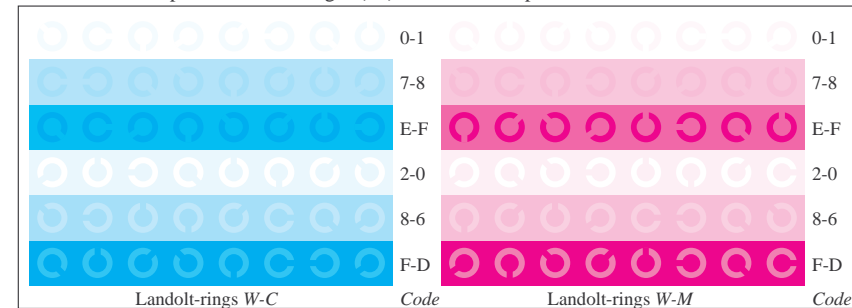 0-1 0-1
7-8 7-8
E-F E-F
2-0 2-0
8-6 8-6
F-D F-D
Landolt-rings W-C Code Landolt-rings W-M Code